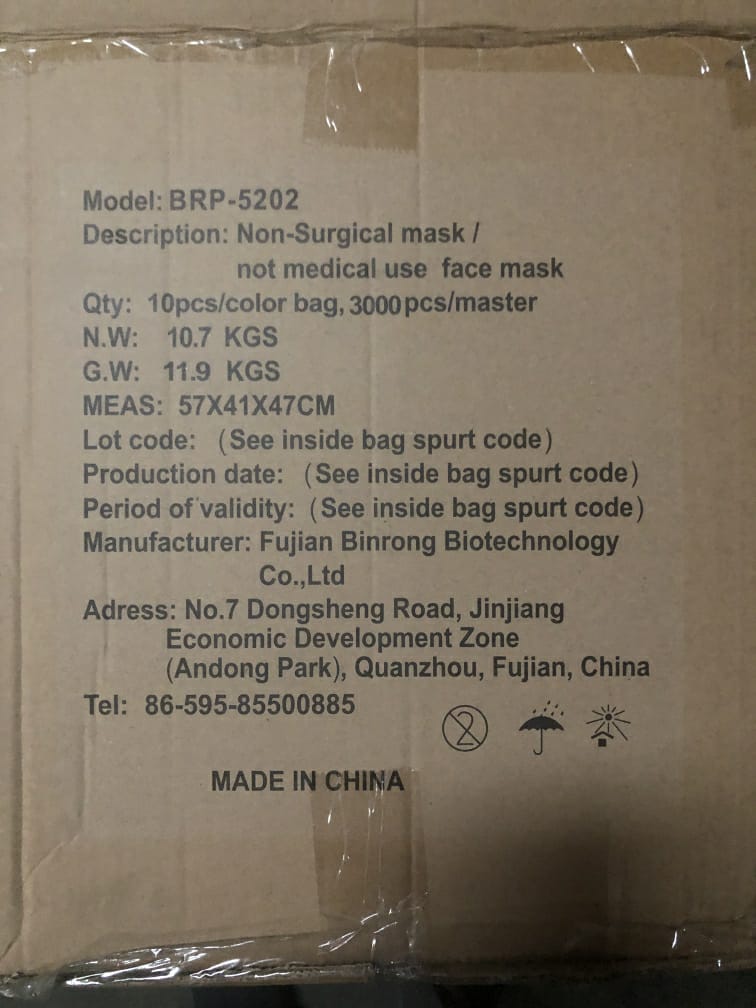 Model: BRP-5202
Description: Non-Surgical mask /
not medical use face mask
Qty: 10pcs/color bag, 3000pcs/master
N.W: 10.7 KGS
G.W: 11.9 KGS
MEAS: 57X41X47CM
Lot code: (See inside bag spurt code)
Production date: (See inside bag spurt code)
Period of validity: (See inside bag spurt code)
Manufacturer: Fujian Binrong Biotechnology
Co.,Ltd
Adress: No.7 Dongsheng Road, Jinjiang
Economic Development Zone
(Andong Park), Quanzhou, Fujian, China
Tel: 86-595-85500885
2
MADE IN CHINA